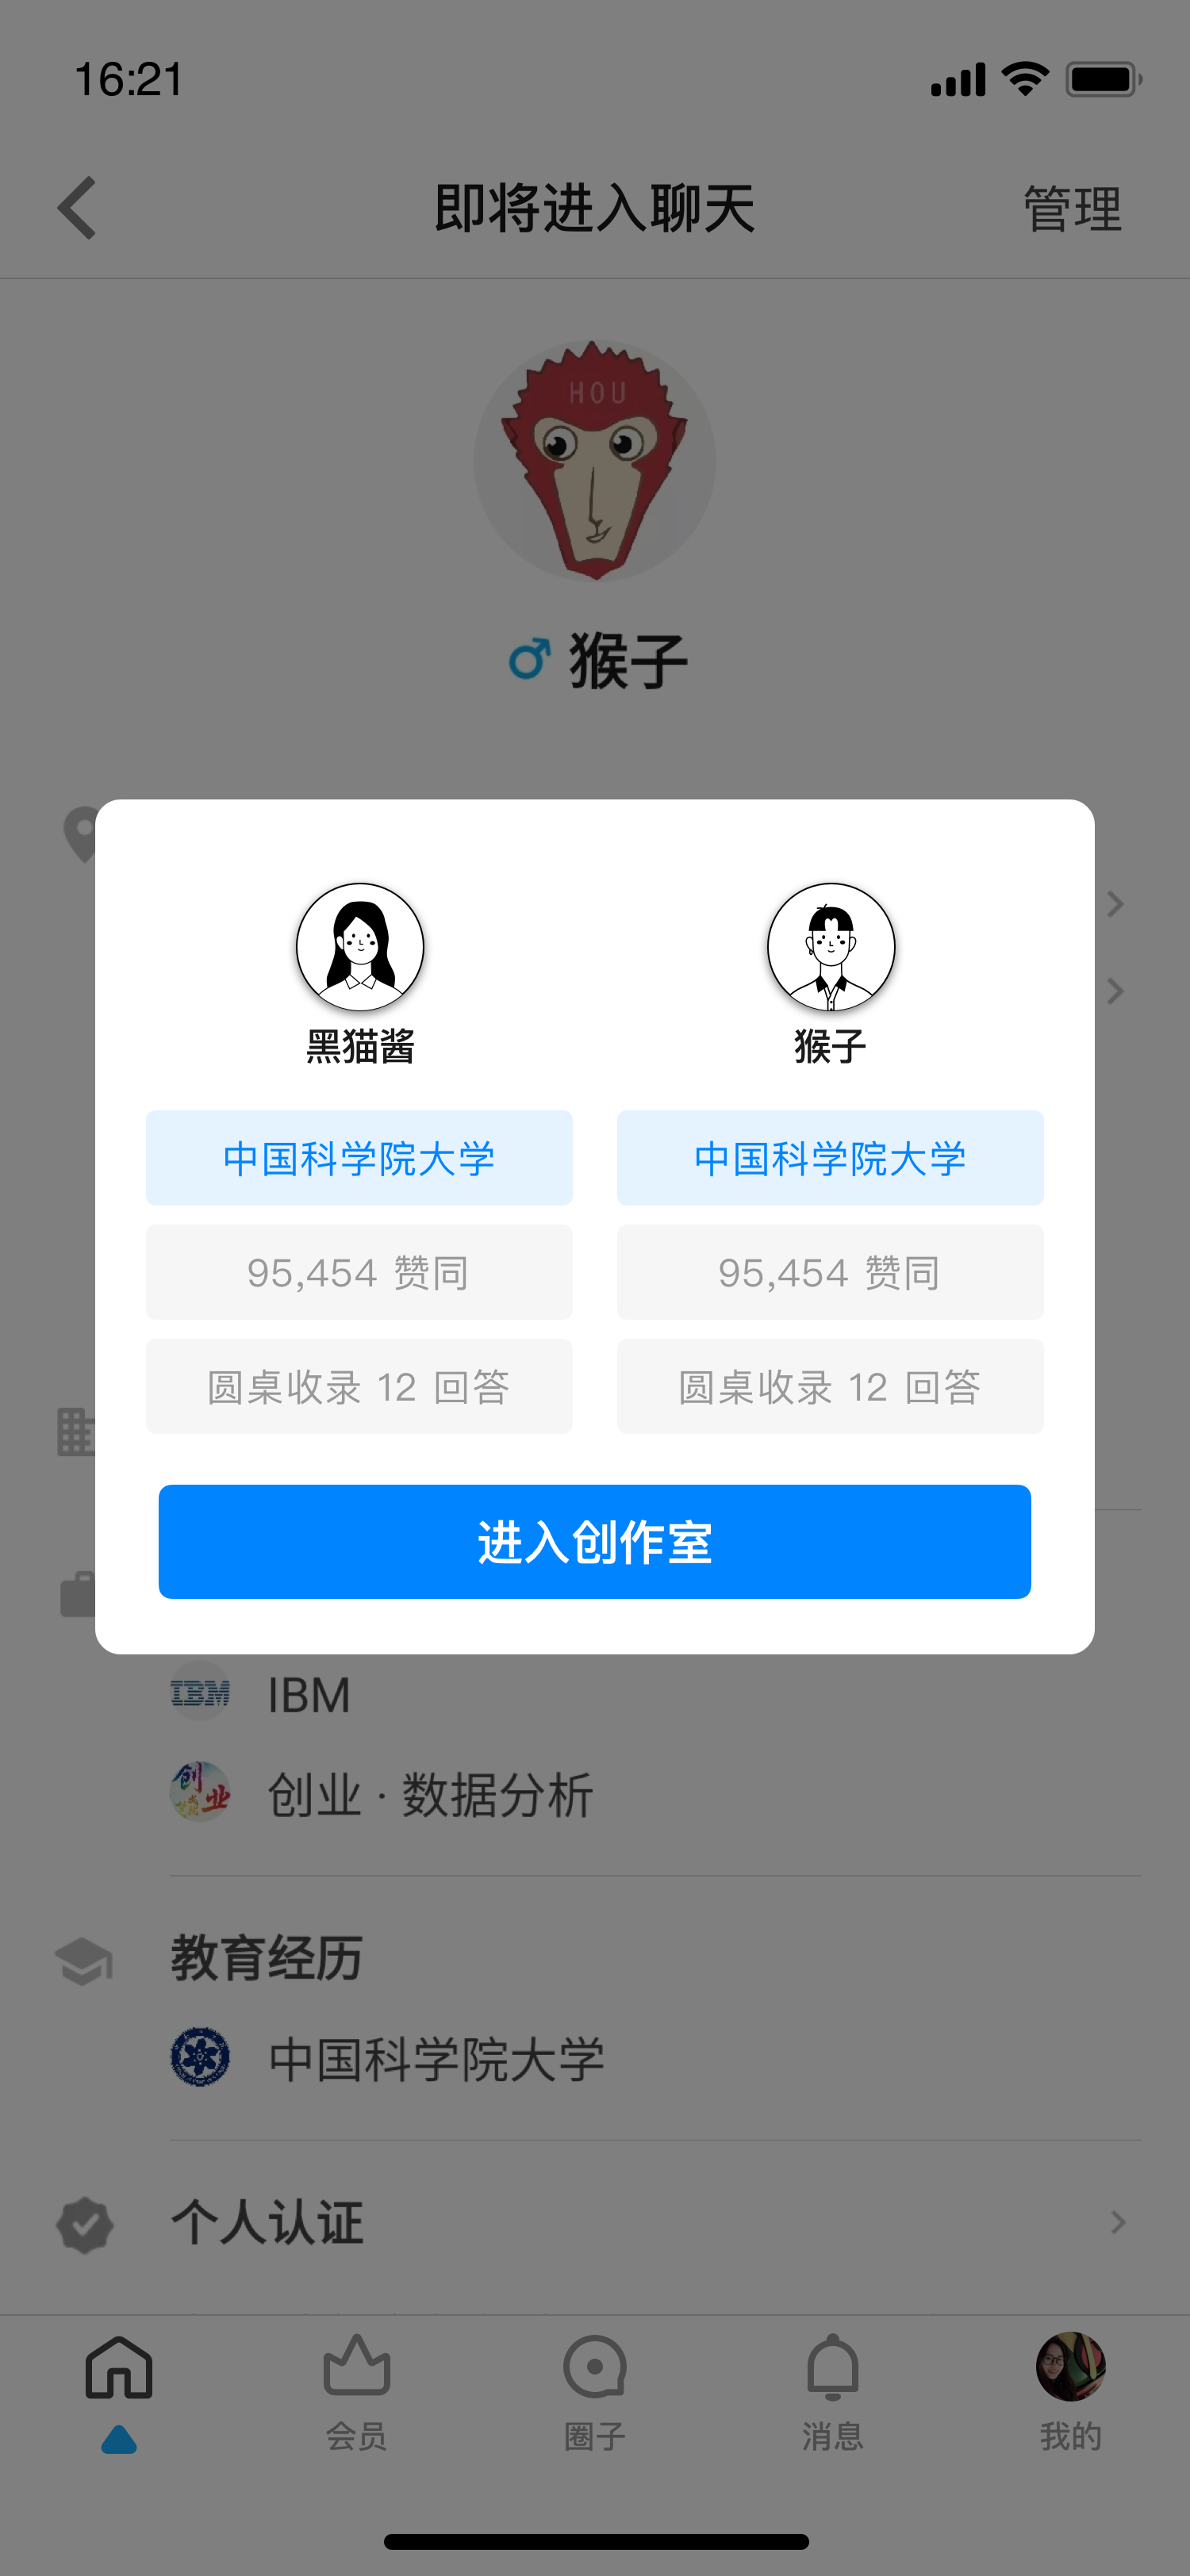 16:21
即将进入聊天
管理
HOU
猴子
黑猫酱
猴子
中国科学院大学
中国科学院大学
95,454 赞同
95,454 赞同
圆桌收录 12 回答
圆桌收录 12 回答
进入创作室
IBM
IBM
创业
创业 · 数据分析
教育经历
中国科学院大学
个人认证
会员
圈子
消息
我的